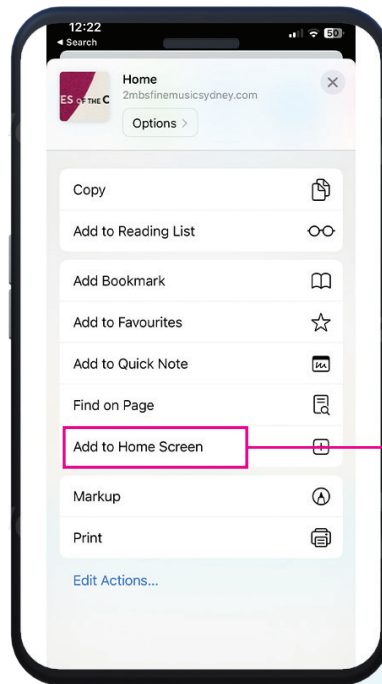 12:22
50
◂ Search
Home
2mbsfinemusicsydney.com
ES OF THE C
Options >
Copy
Add to Reading List
Add Bookmark
Add to Favourites
Add to Quick Note
Find on Page
Add to Home Screen
Markup
Print
Edit Actions...